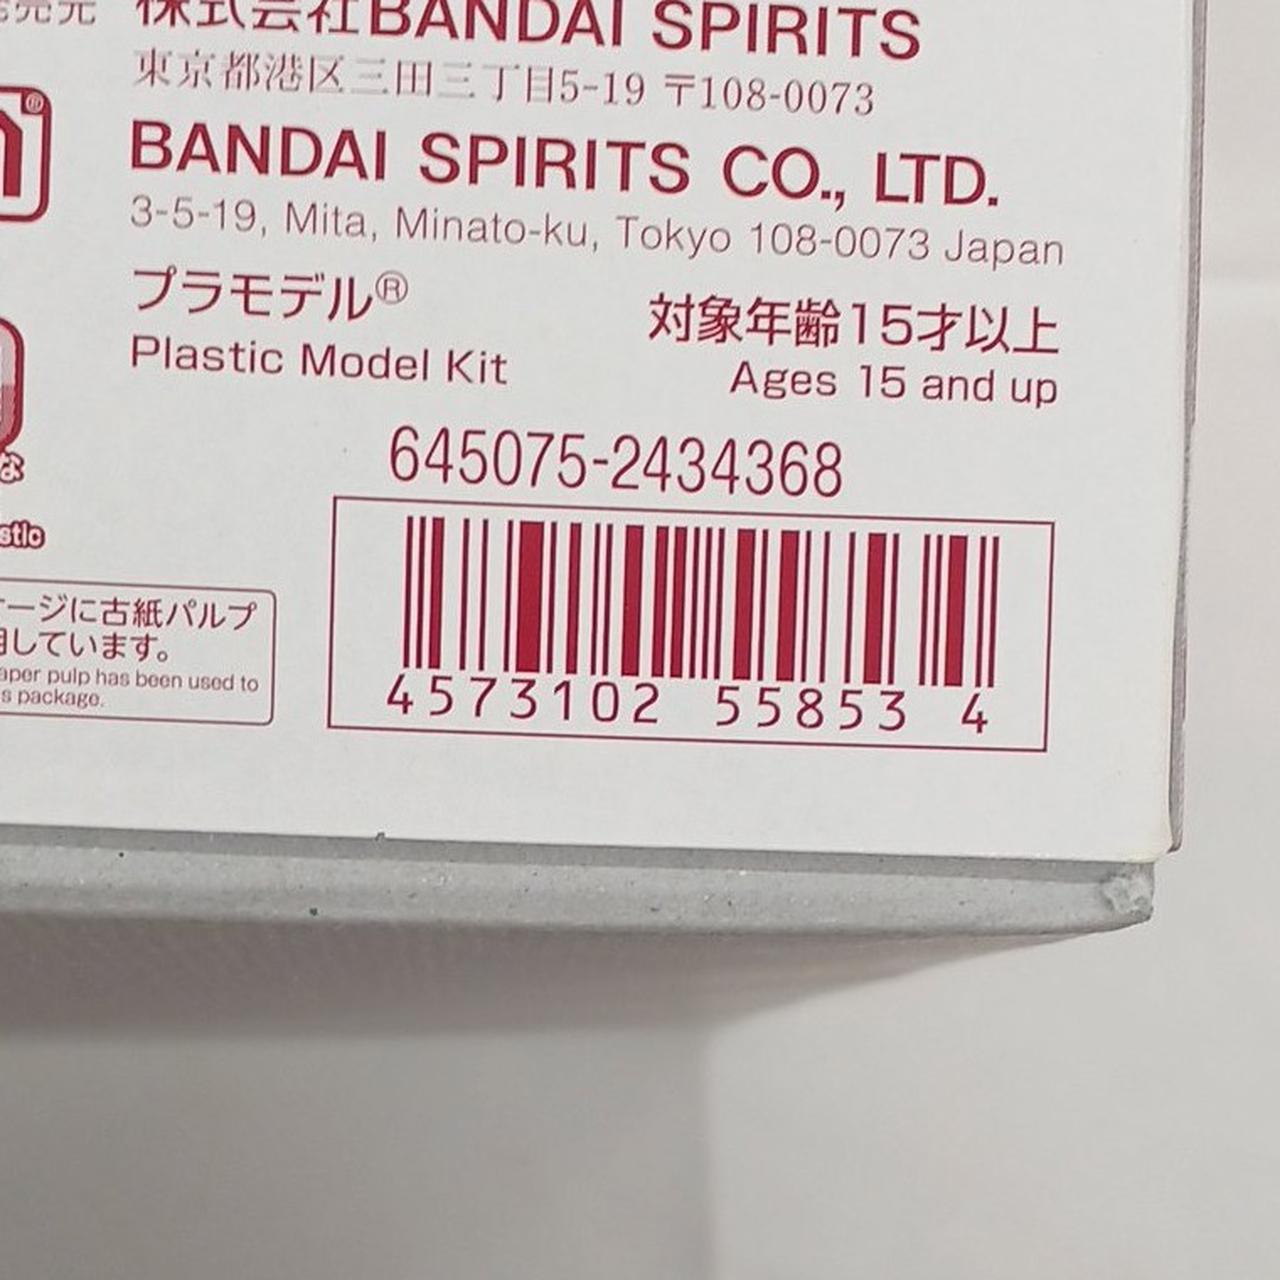 発売元 株式会社BANDAI SPIRITS
東京都港区三田三丁目5-19 〒108-0073
BANDAI SPIRITS CO., LTD.
3-5-19, Mita, Minato-ku, Tokyo 108-0073 Japan
プラモデル®
対象年齢15才以上
Plastic Model Kit
Ages 15 and up
645075-2434368
4573102 55853 4
ージに古紙パルプ
用しています。
aper pulp has been used to
s package.